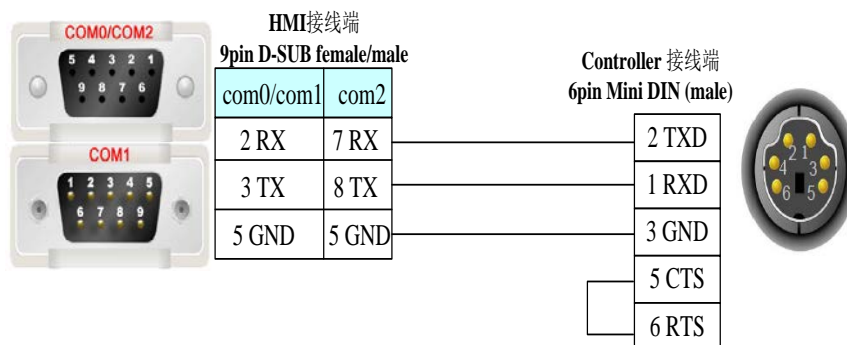 COM0/COM2
5 4 3 2 1
9 8 7 6
COM1
1 2 3 4 5
6 7 8 9
HMI接线端
9pin D-SUB female/male
com0/com1 com2
2 RX 7 RX
3 TX 8 TX
5 GND 5 GND
Controller 接线端
6pin Mini DIN (male)
2 TXD
1 RXD
3 GND
5 CTS
6 RTS
2 1
4 3
6 5